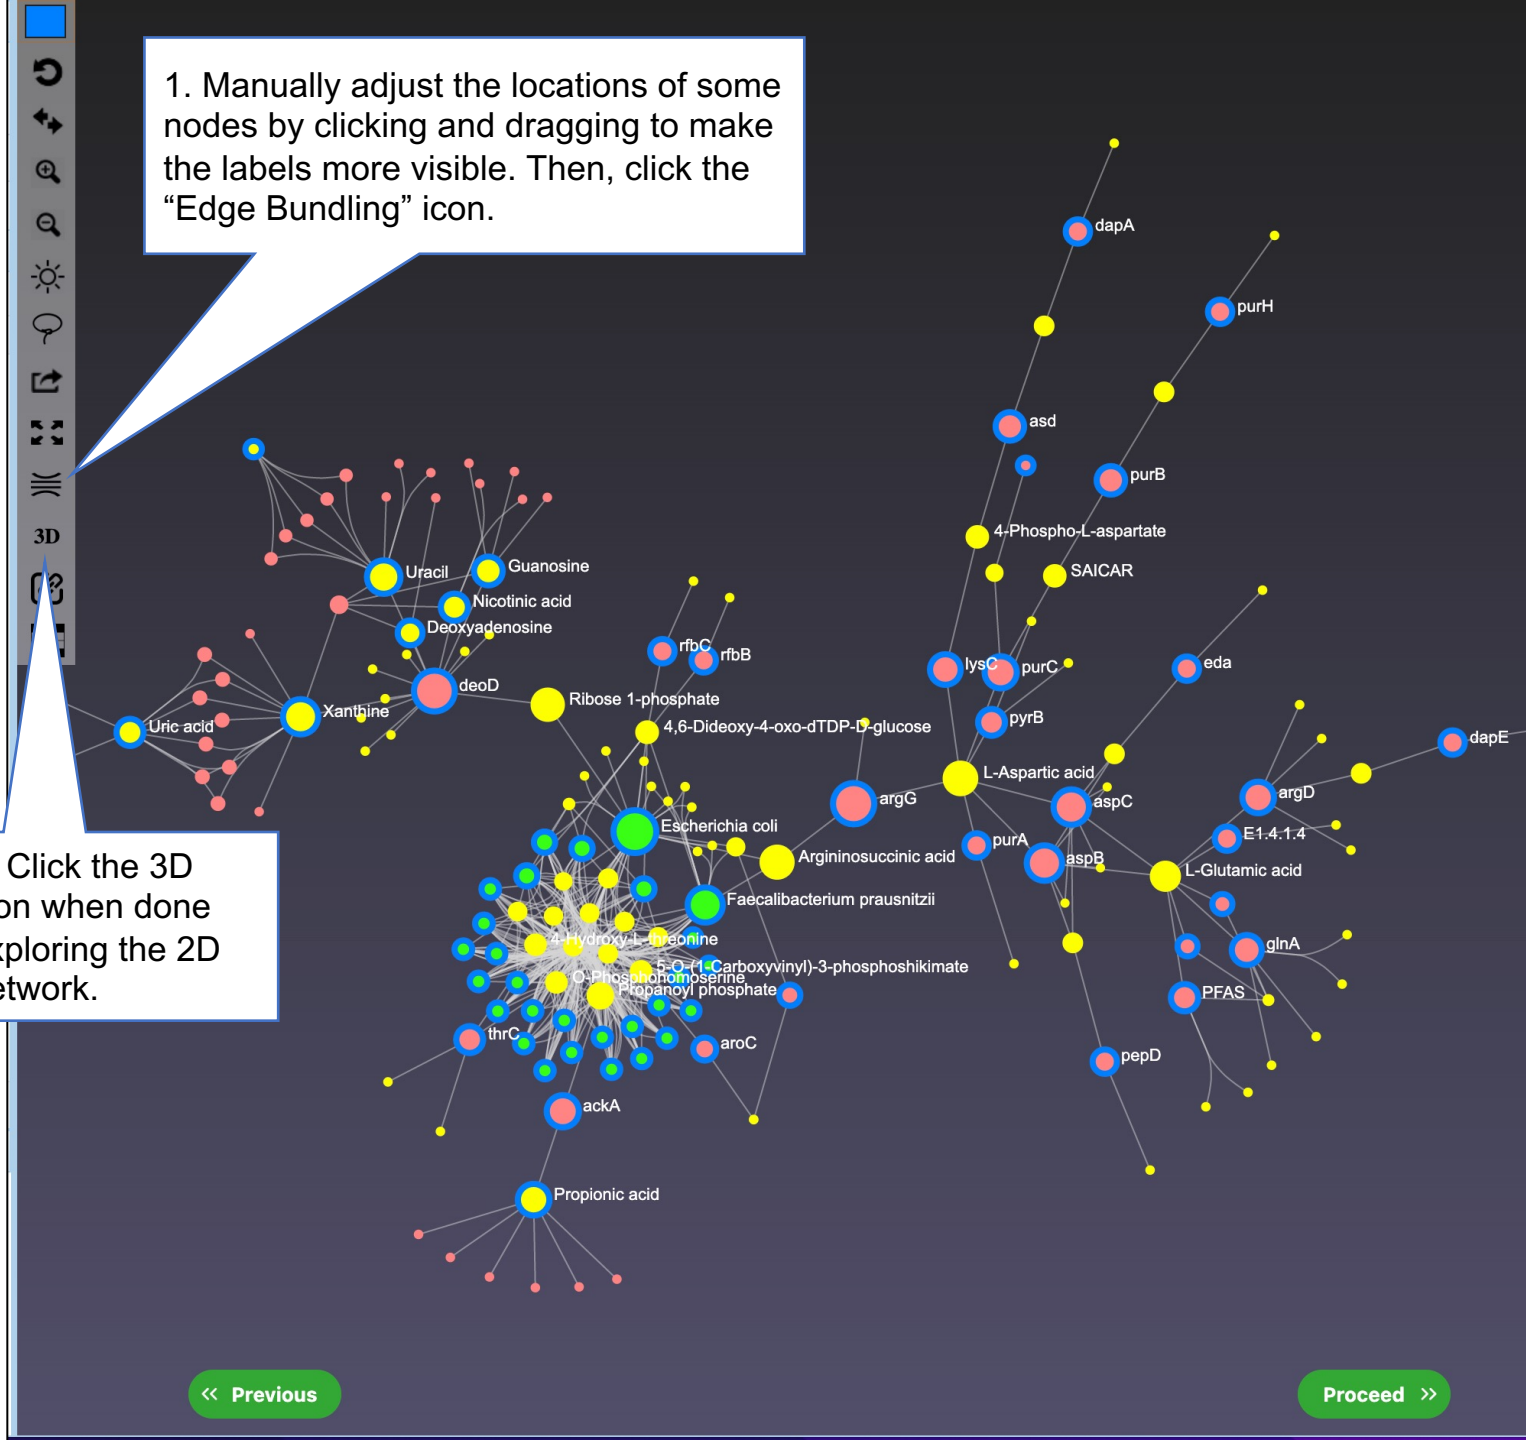 1. Manually adjust the locations of some
nodes by clicking and dragging to make
the labels more visible. Then, click the
“Edge Bundling” icon.
dapA
purH
asd
purB
4-Phospho-L-aspartate
SAICAR
3D
Uracil
Guanosine
Nicotinic acid
Deoxyadenosine
rfbC
rfbB
lysC
purC
eda
deoD
Ribose 1-phosphate
Xanthine
Uric acid
4,6-Dideoxy-4-oxo-dTDP-D-glucose
pyrB
dapE
L-Aspartic acid
argG
aspC
argD
Escherichia coli
E1.4.1.4
purA
Argininosuccinic acid
aspB
L-Glutamic acid
Click the 3D
on when done
xploring the 2D
etwork.
Faecalibacterium prausnitzii
4-Hydroxy-L-threonine
glnA
5-O-(1-Carboxyvinyl)-3-phosphoshikimate
O-Phosphohomoserine
Propanoyl phosphate
PFAS
thrC
aroC
pepD
ackA
Propionic acid
« Previous
Proceed »